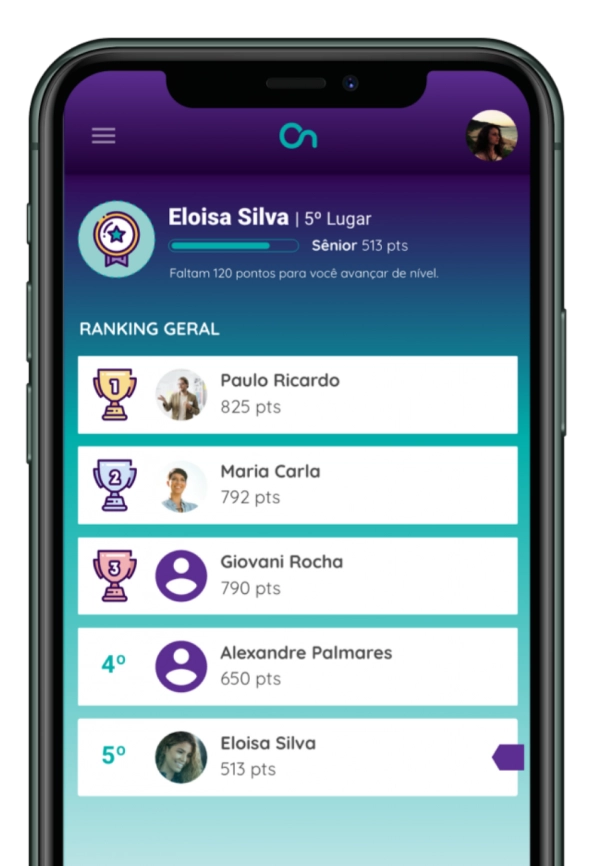 Eloisa Silva | 5º Lugar
Sênior 513 pts
Faltam 120 pontos para você avançar de nível.
RANKING GERAL
1
Paulo Ricardo
825 pts
2
Maria Carla
792 pts
3
Giovani Rocha
790 pts
4º
Alexandre Palmares
650 pts
5º
Eloisa Silva
513 pts